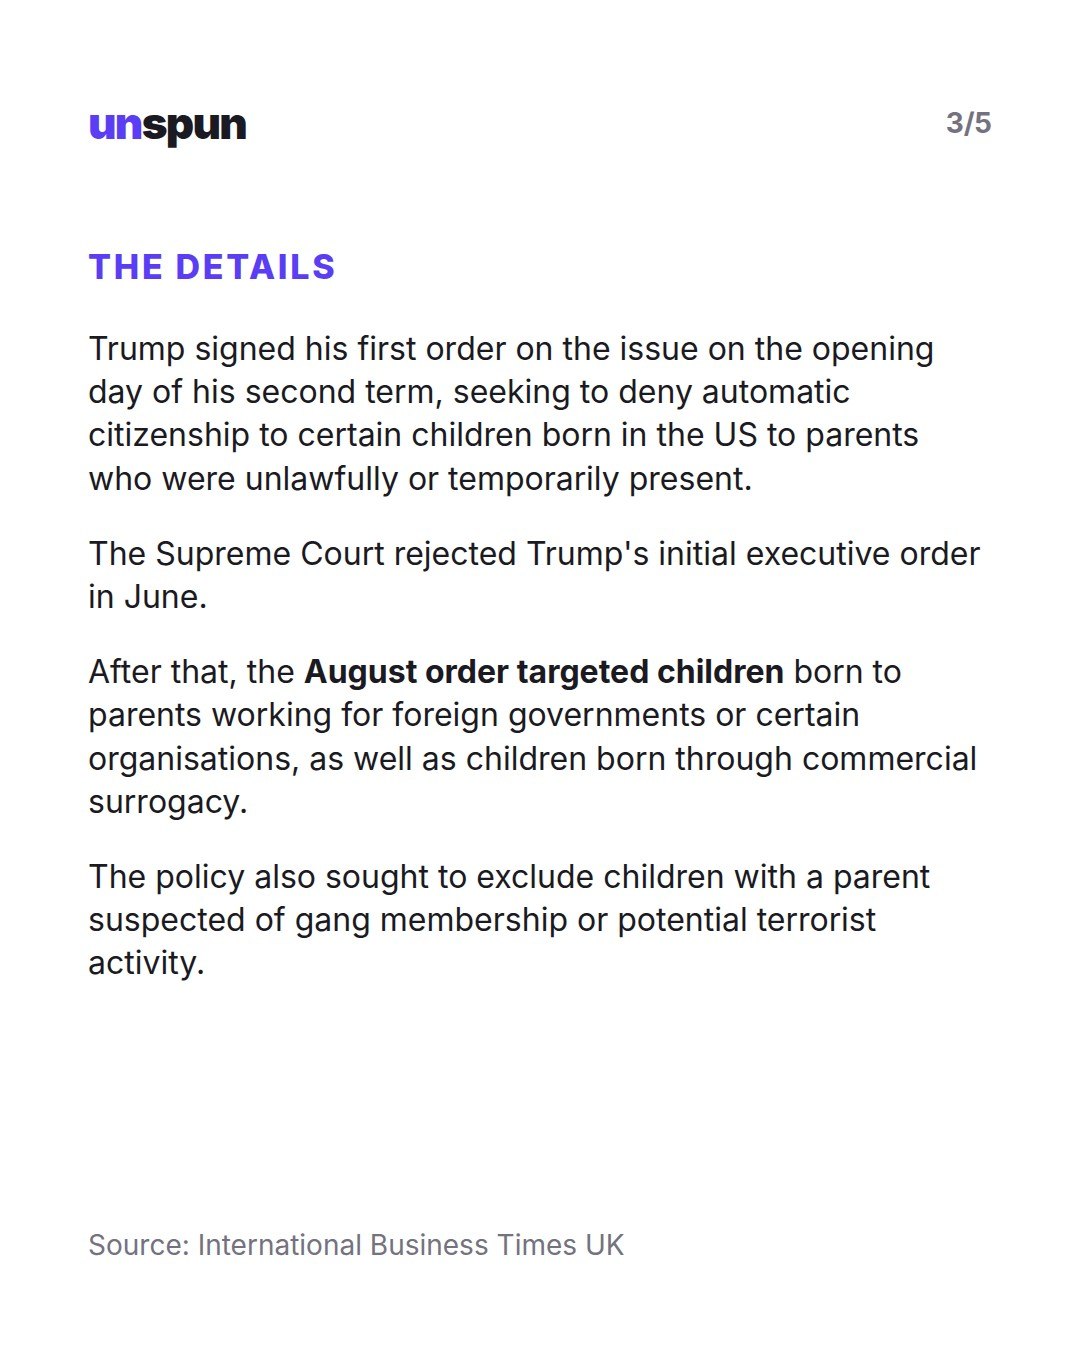 unspun
3/5
THE DETAILS
Trump signed his first order on the issue on the opening
day of his second term, seeking to deny automatic
citizenship to certain children born in the US to parents
who were unlawfully or temporarily present.
The Supreme Court rejected Trump's initial executive order
in June.
After that, the August order targeted children born to
parents working for foreign governments or certain
organisations, as well as children born through commercial
surrogacy.
The policy also sought to exclude children with a parent
suspected of gang membership or potential terrorist
activity.
Source: International Business Times UK